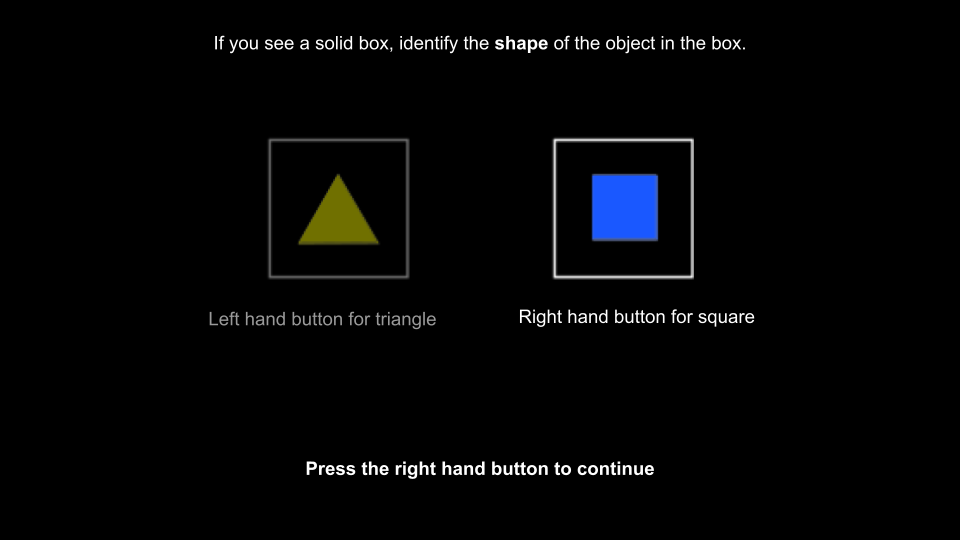 If you see a solid box, identify the shape of the object in the box.
Left hand button for triangle
Right hand button for square
Press the right hand button to continue